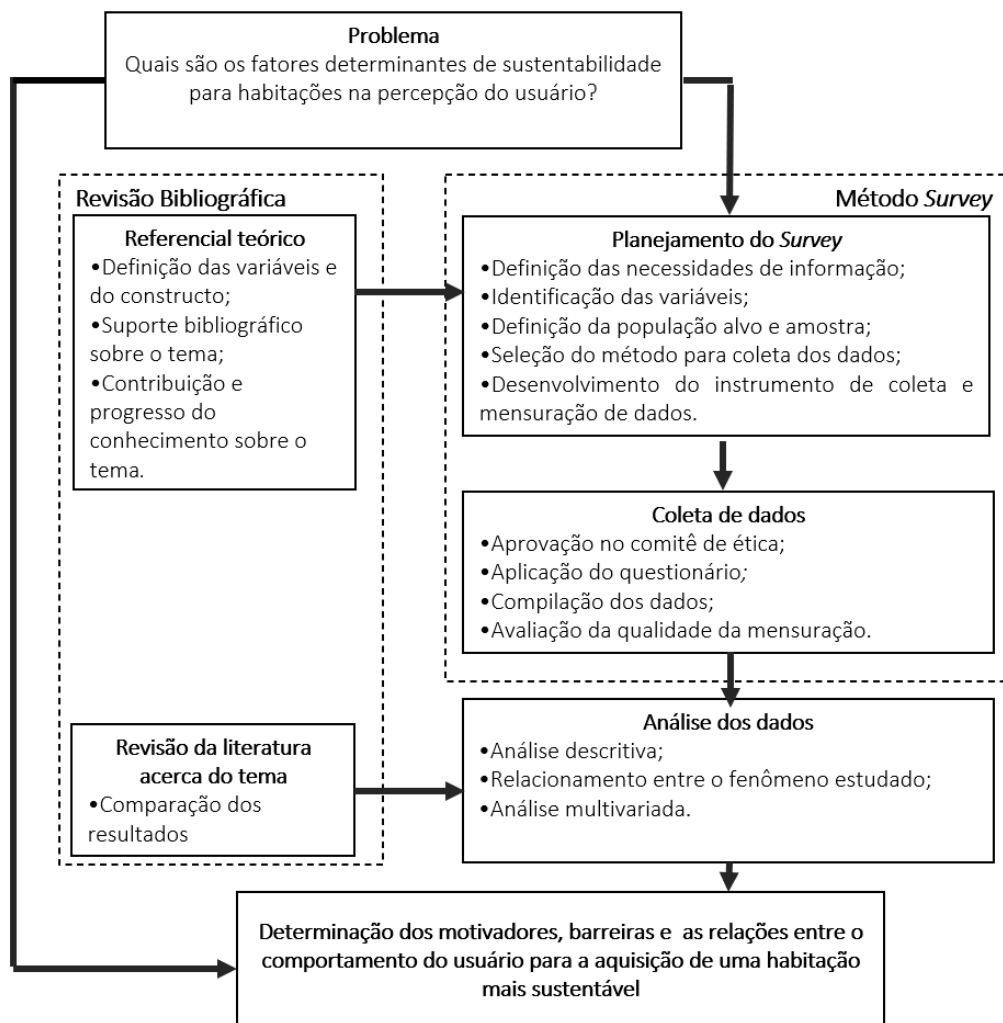 Problema
Quais são os fatores determinantes de sustentabilidade
para habitações na percepção do usuário?
Revisão Bibliográfica
Referencial teórico
•Definição das variáveis e
do constructo;
•Suporte bibliográfico
sobre o tema;
•Contribuição e
progresso do
conhecimento sobre o
tema.
Método Survey
Planejamento do Survey
•Definição das necessidades de informação;
•Identificação das variáveis;
•Definição da população alvo e amostra;
•Seleção do método para coleta dos dados;
•Desenvolvimento do instrumento de coleta e
mensuração de dados.
Coleta de dados
•Aprovação no comitê de ética;
•Aplicação do questionário;
•Compilação dos dados;
•Avaliação da qualidade da mensuração.
Revisão da literatura
acerca do tema
•Comparação dos
resultados
Análise dos dados
•Análise descritiva;
•Relacionamento entre o fenômeno estudado;
•Análise multivariada.
Determinação dos motivadores, barreiras e as relações entre o
comportamento do usuário para a aquisição de uma habitação
mais sustentável